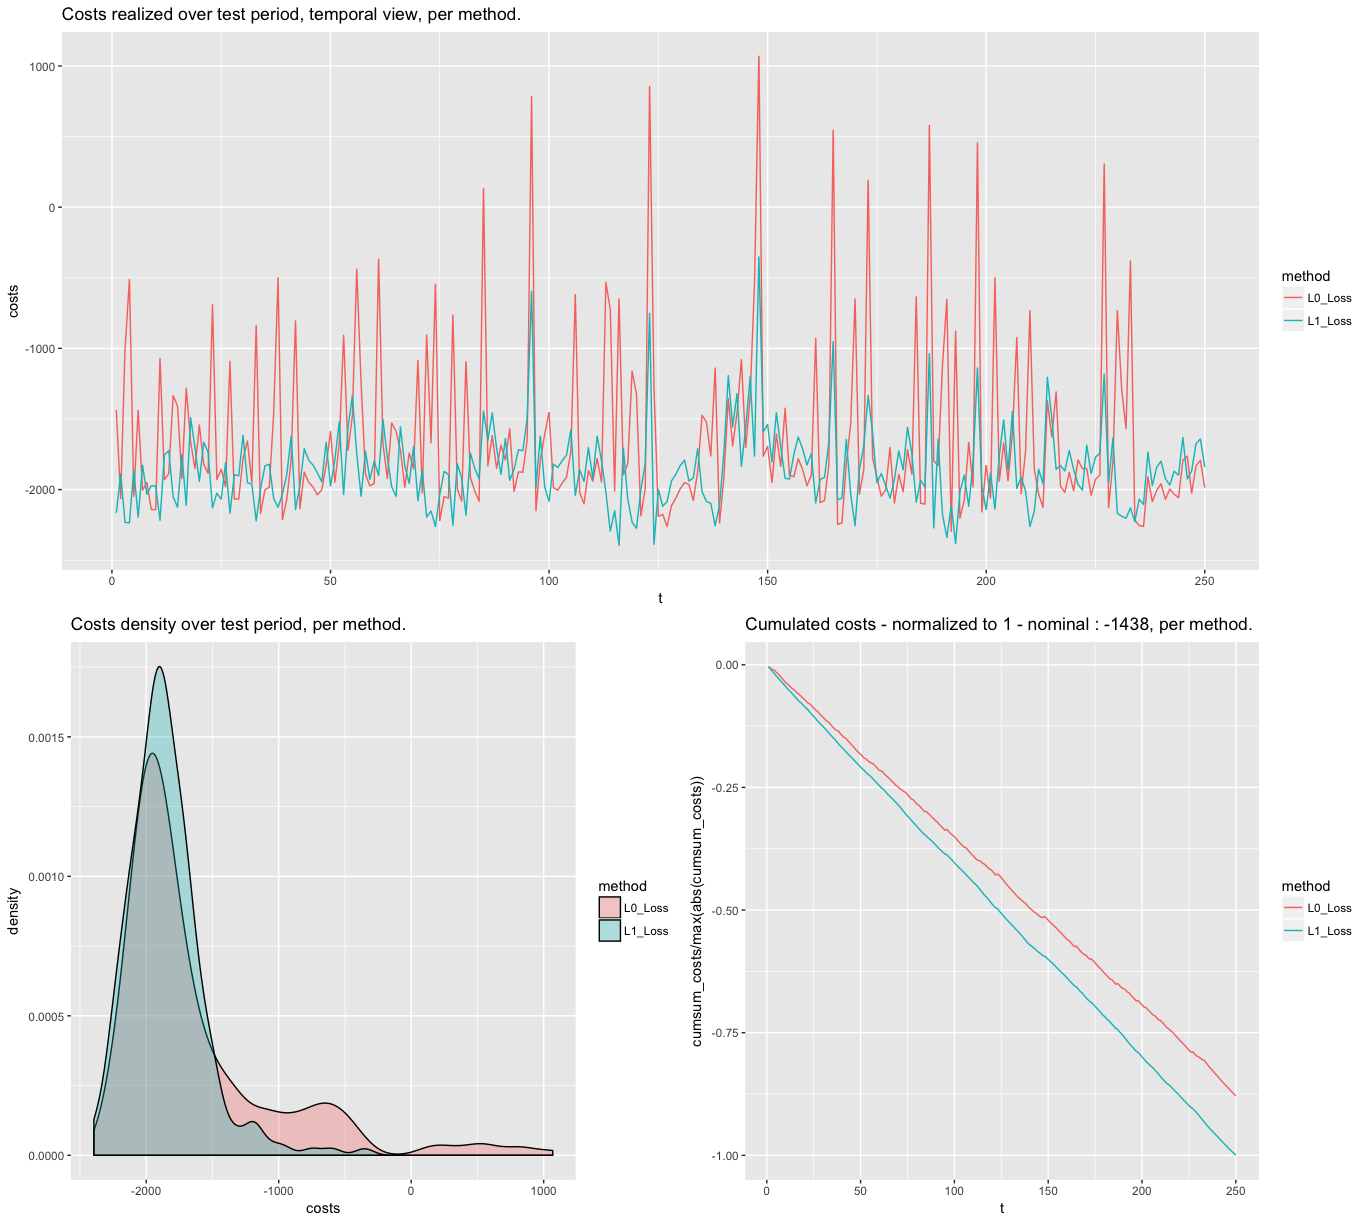 Costs realized over test period, temporal view, per method.
1000
0
-1000
-2000
costs
0
50
100
150
200
250
t
method
L0_Loss
L1_Loss
Costs density over test period, per method.
0.0015
0.0010
0.0005
0.0000
density
-2000
-1000
0
1000
costs
method
L0_Loss
L1_Loss
Cumulated costs - normalized to 1 - nominal : -1438, per method.
0.00
-0.25
-0.50
-0.75
-1.00
cumsum_costs/max(abs(cumsum_costs))
0
50
100
150
200
250
t
method
L0_Loss
L1_Loss